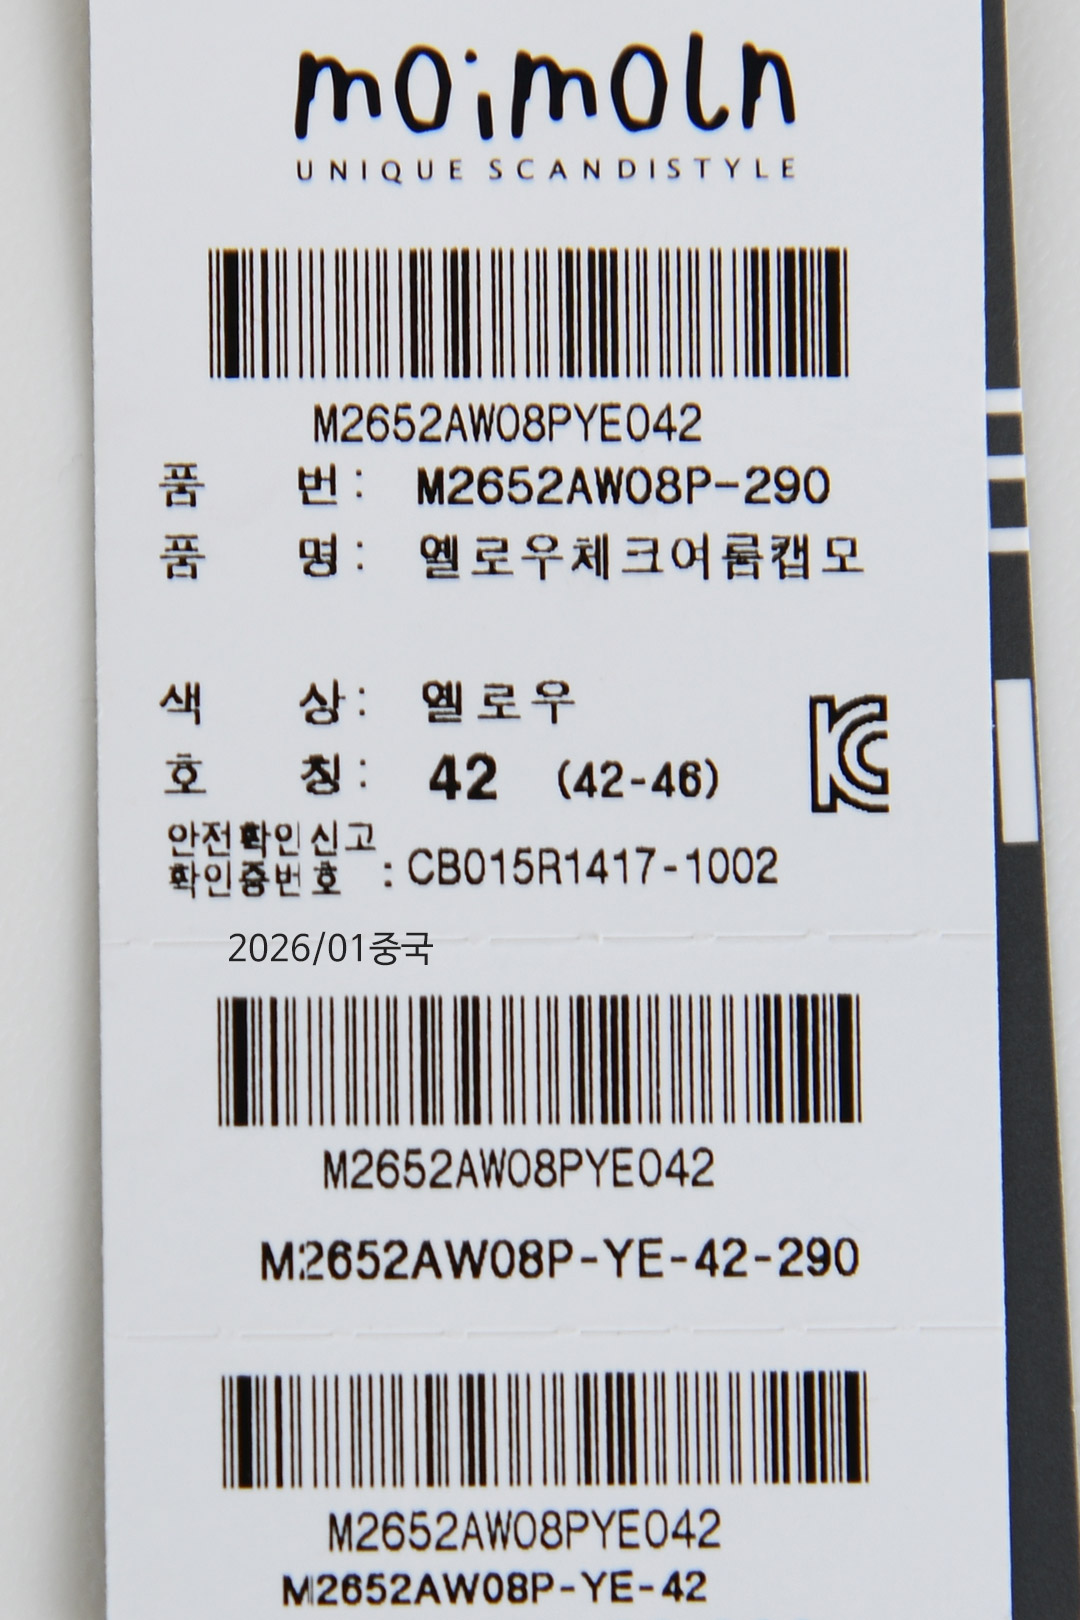 moimoln
UNIQUE SCANDISTYLE
M2652AW08PYE042
품 번: M2652AW08P-290
품 명: 옐로우체크여름캡모
색 상: 옐로우
호 칭: 42 (42-46)
안전확인신고
확인증번호 : CB015R1417-1002
2026/01중국
M2652AW08PYE042
M2652AW08P-YE-42-290
M2652AW08PYE042
M2652AW08P-YE-42